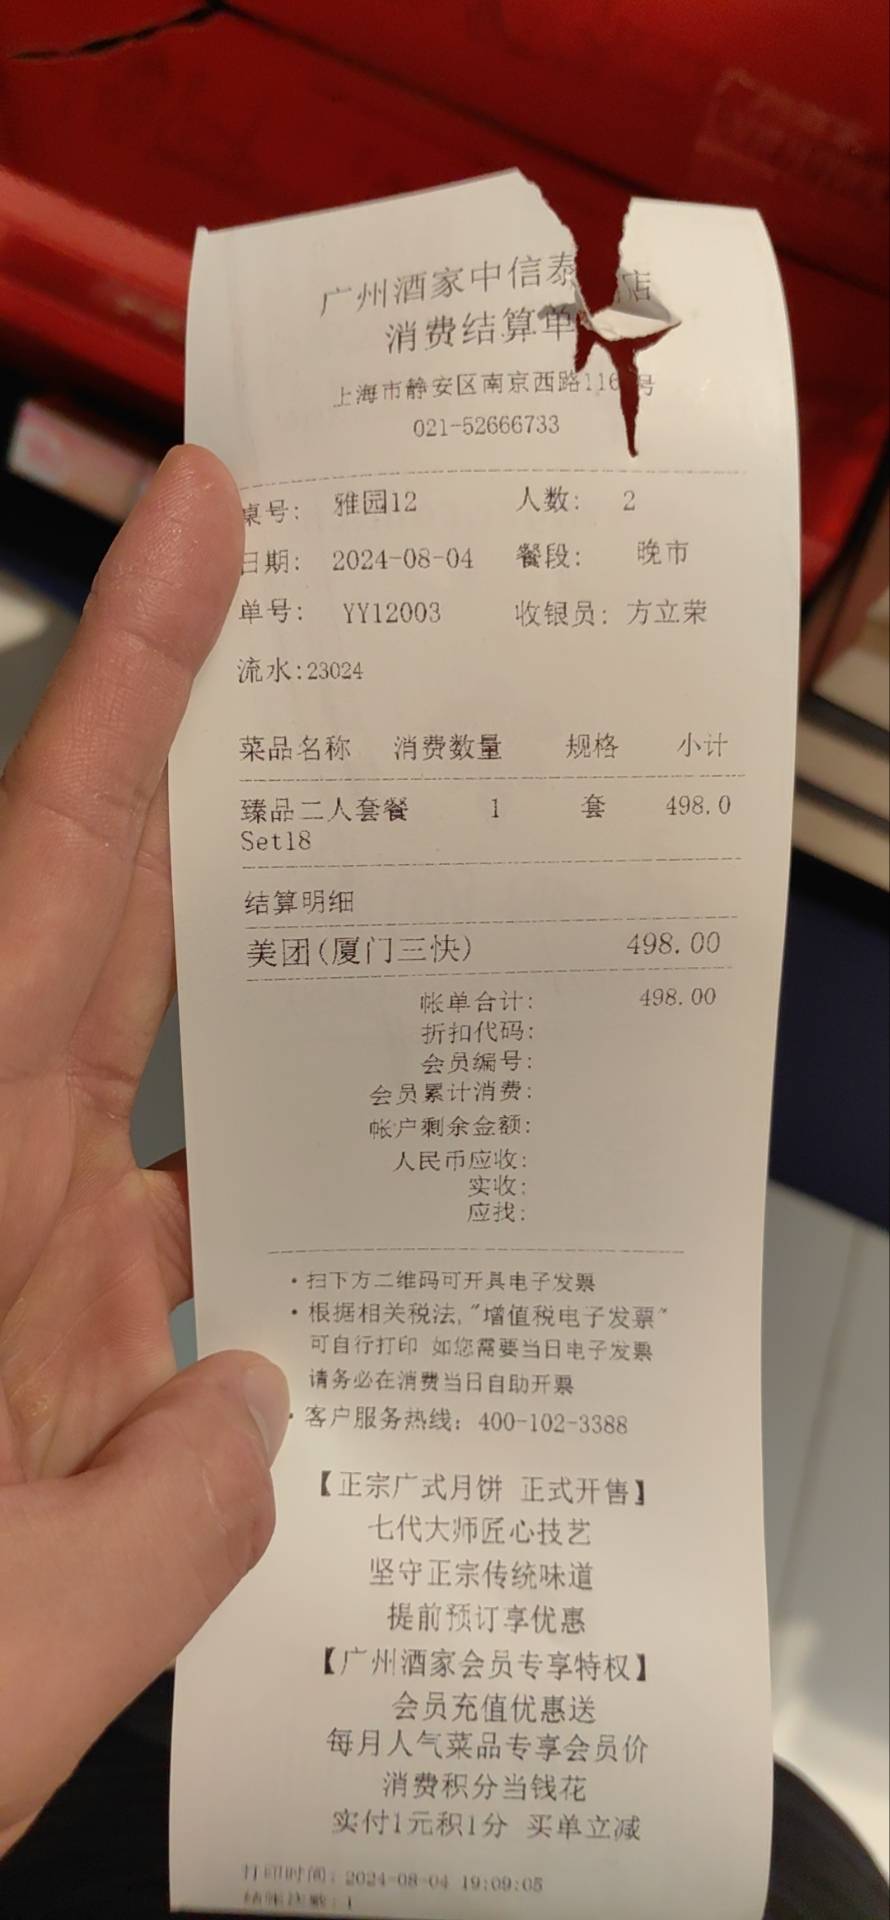 广州酒家中信泰 店
消费结算单
上海市静安区南京西路116 号
021-52666733
桌号: 雅园12 人数: 2
日期: 2024-08-04 餐段: 晚市
单号: YY12003 收银员: 方立荣
流水:23024
菜品名称 消费数量 规格 小计
臻品二人套餐 1 套 498.0
Set18
结算明细
美团(厦门三快) 498.00
帐单合计: 498.00
折扣代码:
会员编号:
会员累计消费:
帐户剩余金额:
人民币应收:
实收:
应找:
·扫下方二维码可开具电子发票
·根据相关税法,"增值税电子发票"
可自行打印 如您需要当日电子发票
请务必在消费当日自助开票
·客户服务热线: 400-102-3388
【正宗广式月饼 正式开售】
七代大师匠心技艺
坚守正宗传统味道
提前预订享优惠
【广州酒家会员专享特权】
会员充值优惠送
每月人气菜品专享会员价
消费积分当钱花
实付1元积1分 买单立减
打印时间: 2024-08-04 19:09:05